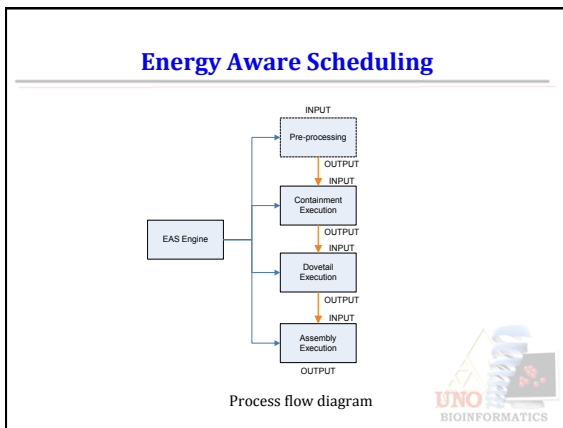 Energy Aware Scheduling
INPUT
Pre-processing
OUTPUT
INPUT
Containment
Execution
OUTPUT
INPUT
EAS Engine
Dovetail
Execution
OUTPUT
INPUT
Assembly
Execution
OUTPUT
Process flow diagram
UNO
BIOINFORMATICS